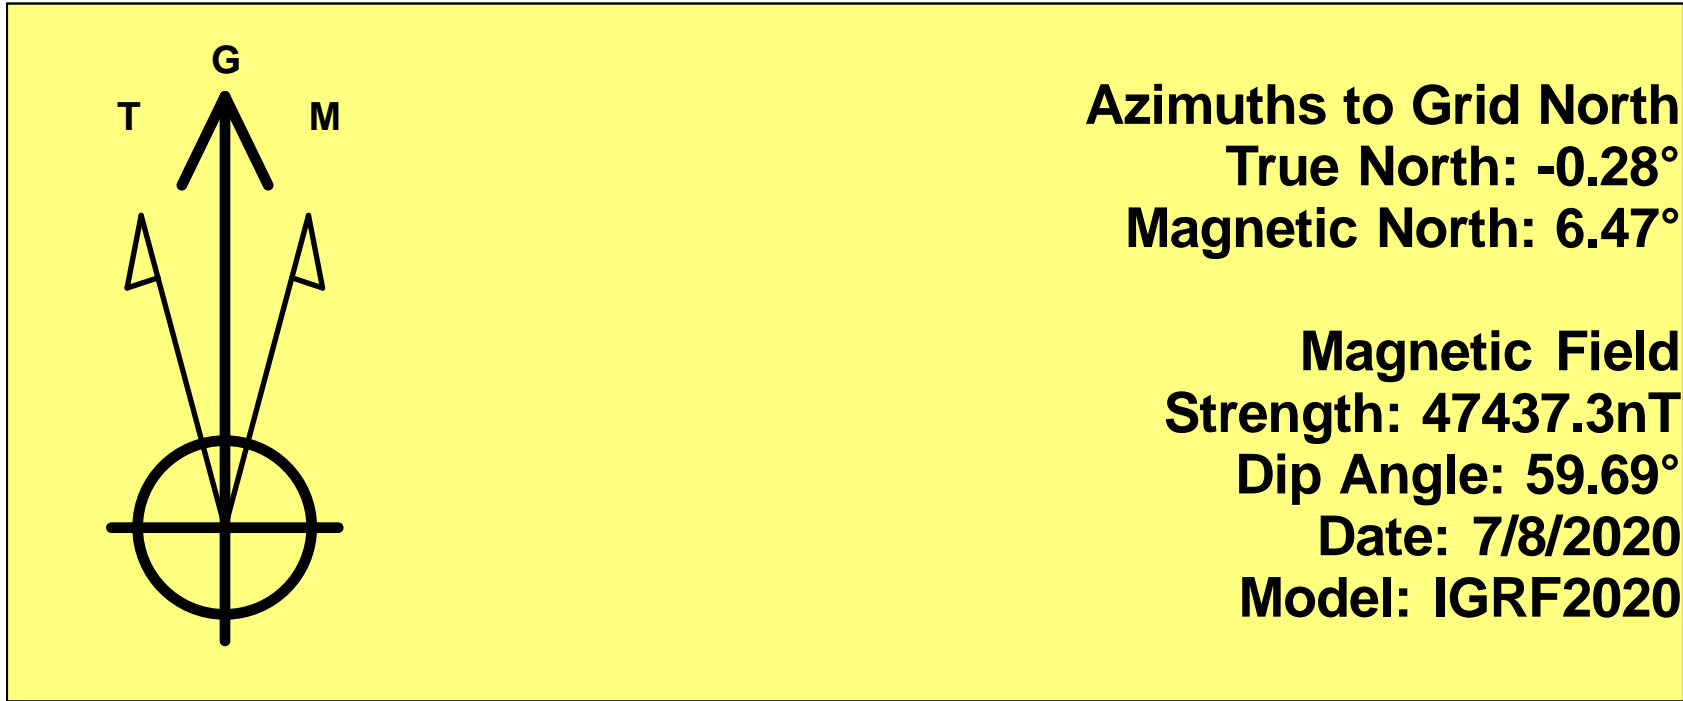 G
T M
Azimuths to Grid North
True North: -0.28°
Magnetic North: 6.47°
Magnetic Field
Strength: 47437.3nT
Dip Angle: 59.69°
Date: 7/8/2020
Model: IGRF2020